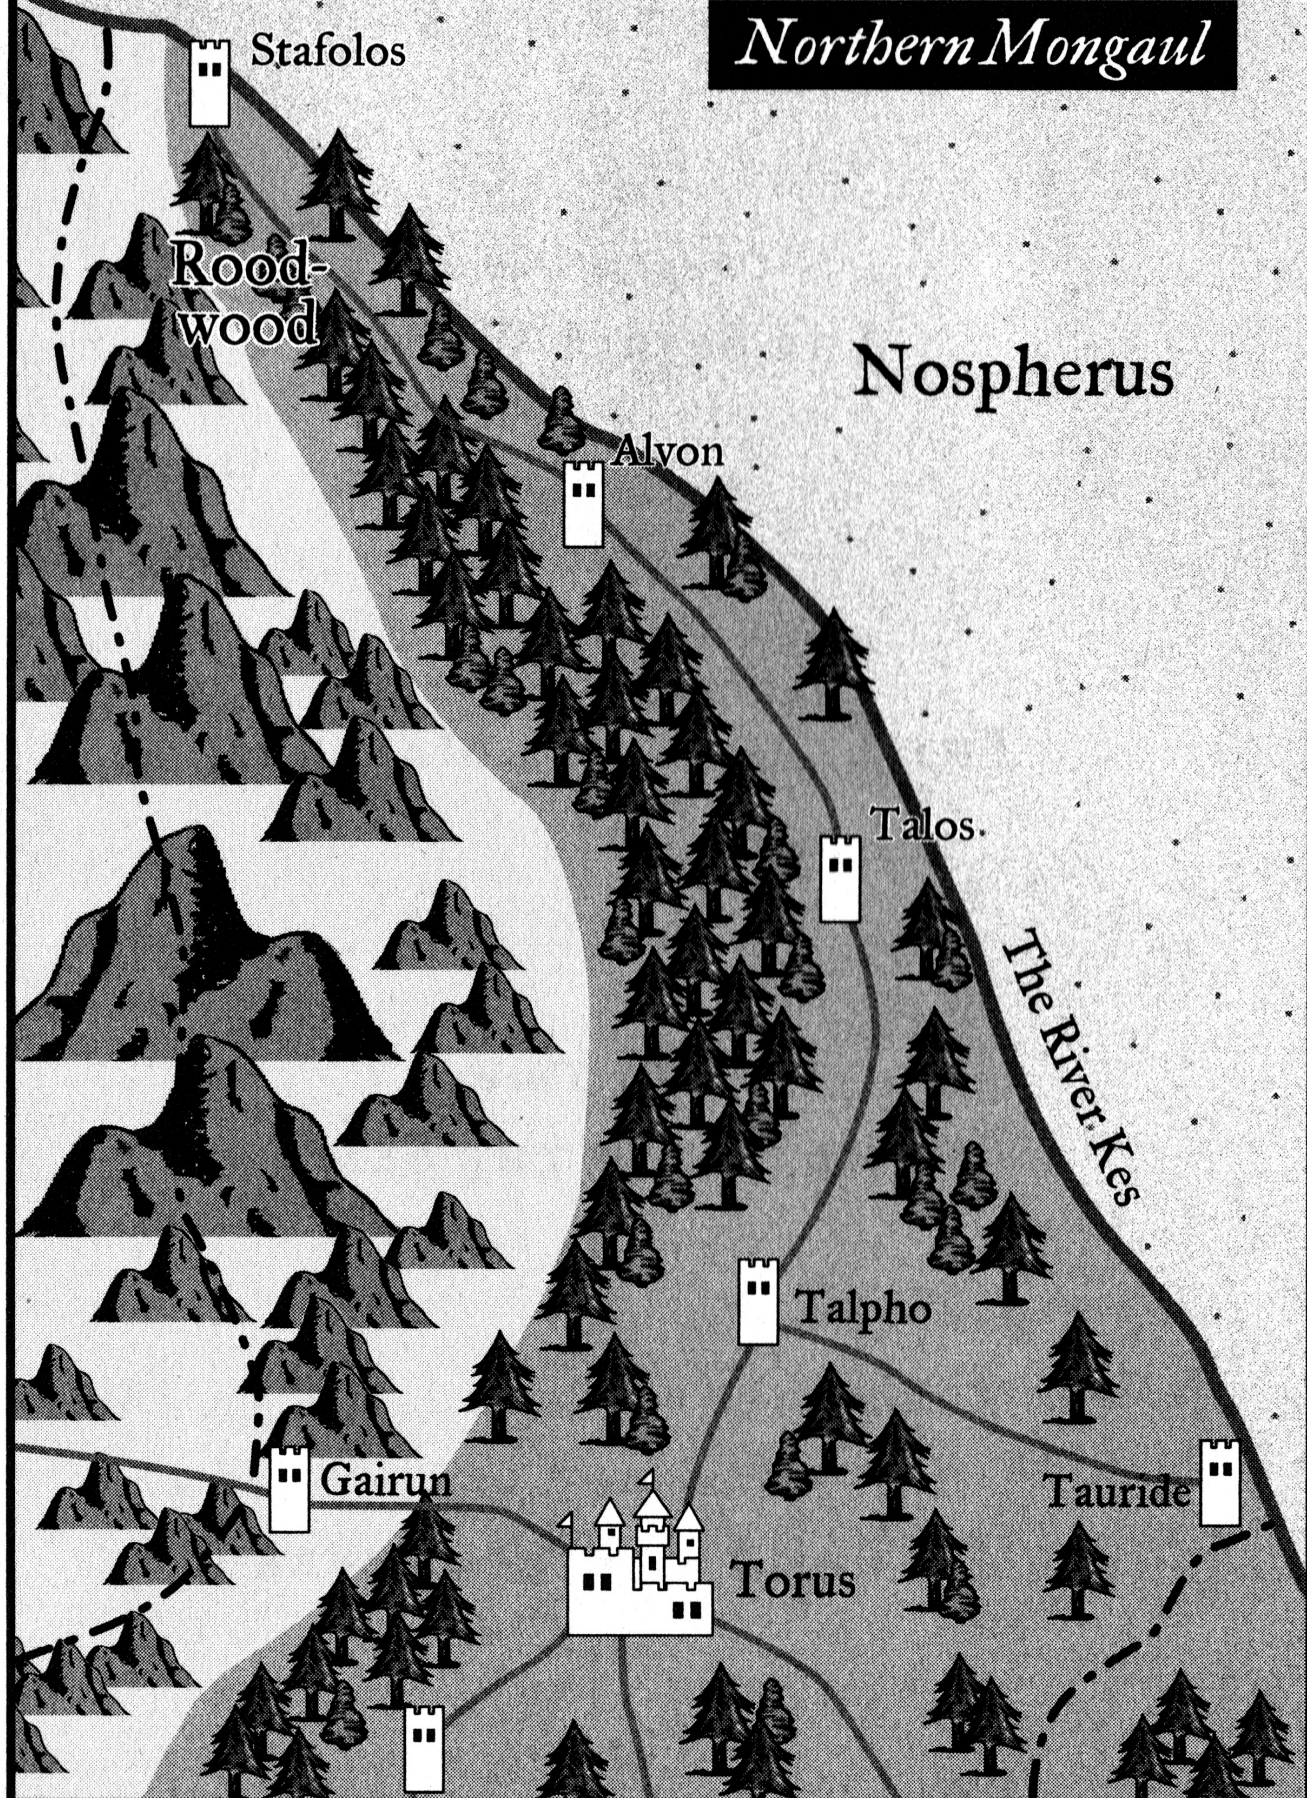 Northern Mongaul
Stafolos
Rood-
wood
Nospherus
Alvon
Talos
The River Kes
Talpho
Gairun
Tauride
Torus